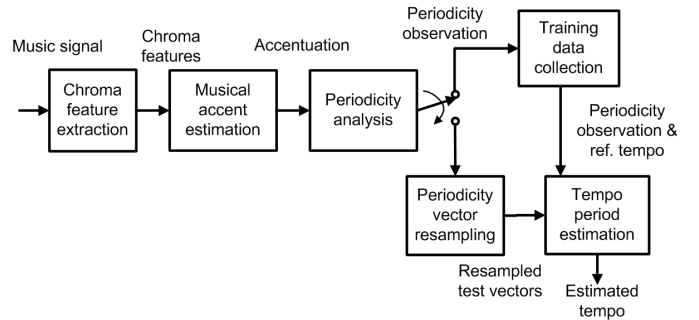 Music signal
Chroma
features
Accentuation
Periodicity
observation
Training
data
collection
Chroma
feature
extraction
Musical
accent
estimation
Periodicity
analysis
Periodicity
observation &
ref. tempo
Periodicity
vector
resampling
Tempo
period
estimation
Resampled
test vectors
Estimated
tempo